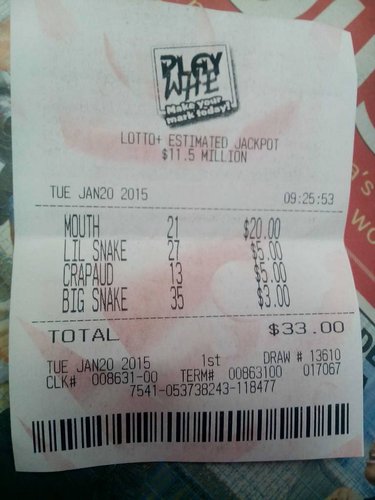 PLAY
WHE
Make your
mark today!
LOTTO+ ESTIMATED JACKPOT
$11.5 MILLION
TUE JAN20 2015 09:25:53
MOUTH 21 $20.00
LIL SNAKE 27 $5.00
CRAPAUD 13 $5.00
BIG SNAKE 35 $3.00
TOTAL $33.00
TUE JAN20 2015 1st DRAW # 13610
CLK# 008631-00 TERM# 00863100 017067
7541-053738243-118477